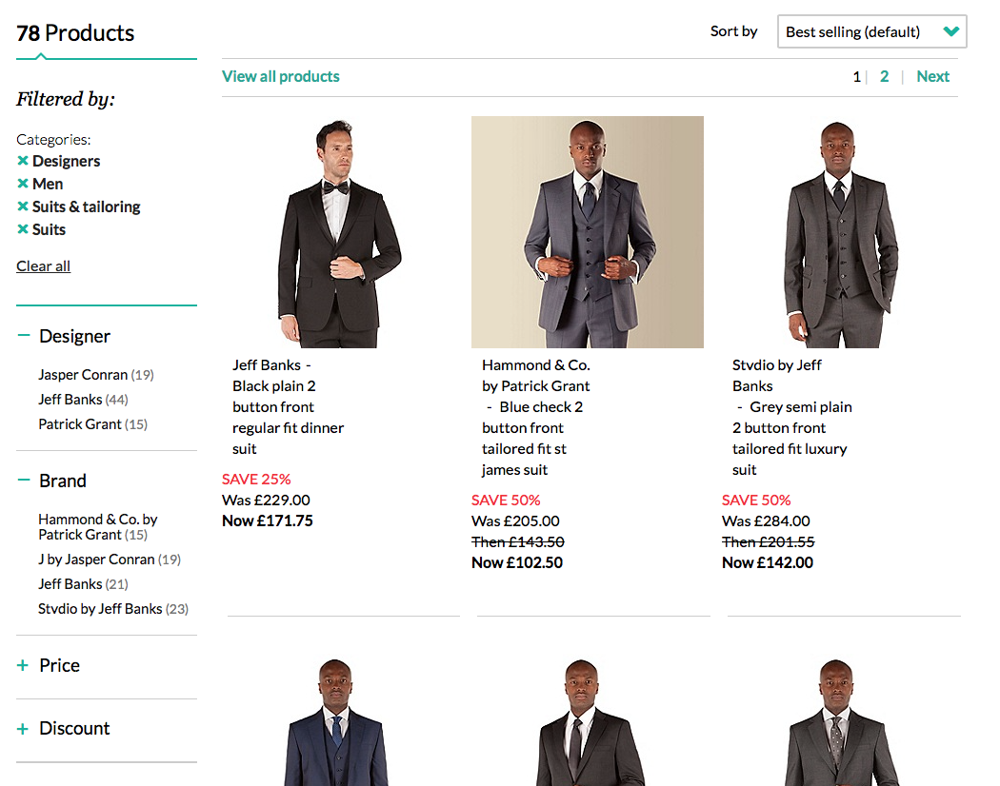 78 Products
Sort by
Best selling (default)
View all products
1 | 2 | Next
Filtered by:
Categories:
Designers
Men
Suits & tailoring
Suits
Clear all
− Designer
Jasper Conran (19)
Jeff Banks (44)
Patrick Grant (15)
− Brand
Hammond & Co. by
Patrick Grant (15)
J by Jasper Conran (19)
Jeff Banks (21)
Stvdio by Jeff Banks (23)
+ Price
+ Discount
Jeff Banks -
Black plain 2
button front
regular fit dinner
suit
SAVE 25%
Was £229.00
Now £171.75
Hammond & Co.
by Patrick Grant
- Blue check 2
button front
tailored fit st
james suit
SAVE 50%
Was £205.00
Then £143.50
Now £102.50
Stvdio by Jeff
Banks
- Grey semi plain
2 button front
tailored fit luxury
suit
SAVE 50%
Was £284.00
Then £201.55
Now £142.00